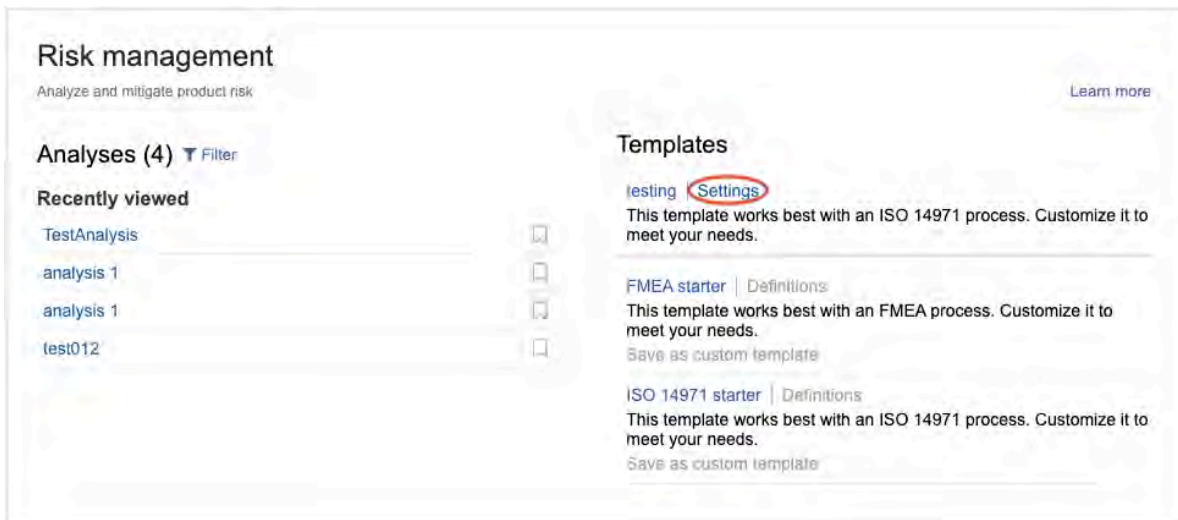 Risk management
Analyze and mitigate product risk
Learn more
Analyses (4) Filter
Recently viewed
TestAnalysis
analysis 1
analysis 1
test012
Templates
testing | Settings
This template works best with an ISO 14971 process. Customize it to
meet your needs.
FMEA starter | Definitions
This template works best with an FMEA process. Customize it to
meet your needs.
Save as custom template
ISO 14971 starter | Definitions
This template works best with an ISO 14971 process. Customize it to
meet your needs.
Save as custom template